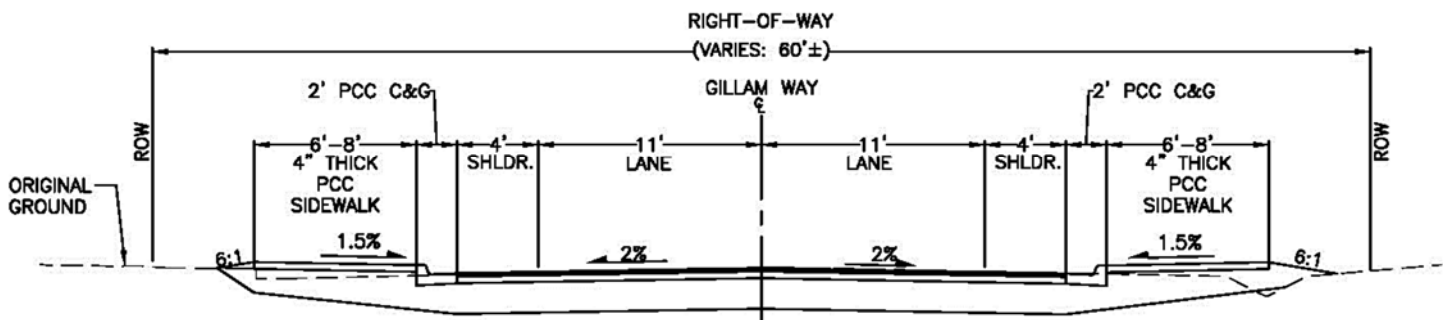 RIGHT-OF-WAY
(VARIES: 60'±)
2' PCC C&G
GILLAM WAY
℄
2' PCC C&G
ROW
6'-8'
4" THICK
PCC
SIDEWALK
4'
SHLDR.
11'
LANE
11'
LANE
4'
SHLDR.
6'-8'
4" THICK
PCC
SIDEWALK
ROW
ORIGINAL
GROUND
6:1
1.5%
2%
2%
1.5%
6:1